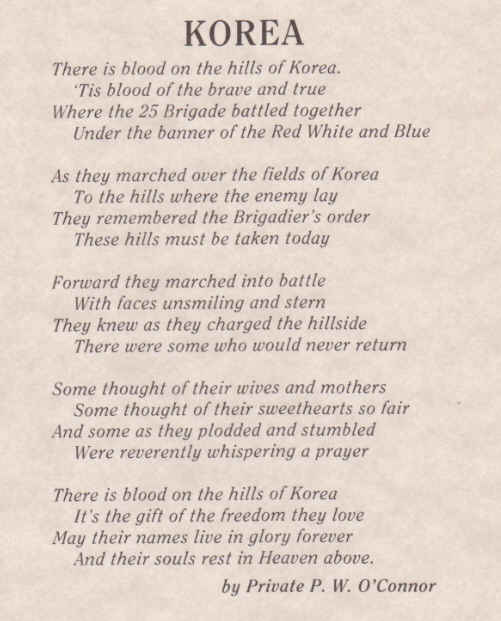 KOREA
There is blood on the hills of Korea.
‘Tis blood of the brave and true
Where the 25 Brigade battled together
Under the banner of the Red White and Blue
As they marched over the fields of Korea
To the hills where the enemy lay
They remembered the Brigadier’s order
These hills must be taken today
Forward they marched into battle
With faces unsmiling and stern
They knew as they charged the hillside
There were some who would never return
Some thought of their wives and mothers
Some thought of their sweethearts so fair
And some as they plodded and stumbled
Were reverently whispering a prayer
There is blood on the hills of Korea
It’s the gift of the freedom they love
May their names live in glory forever
And their souls rest in Heaven above.
by Private P. W. O’Connor